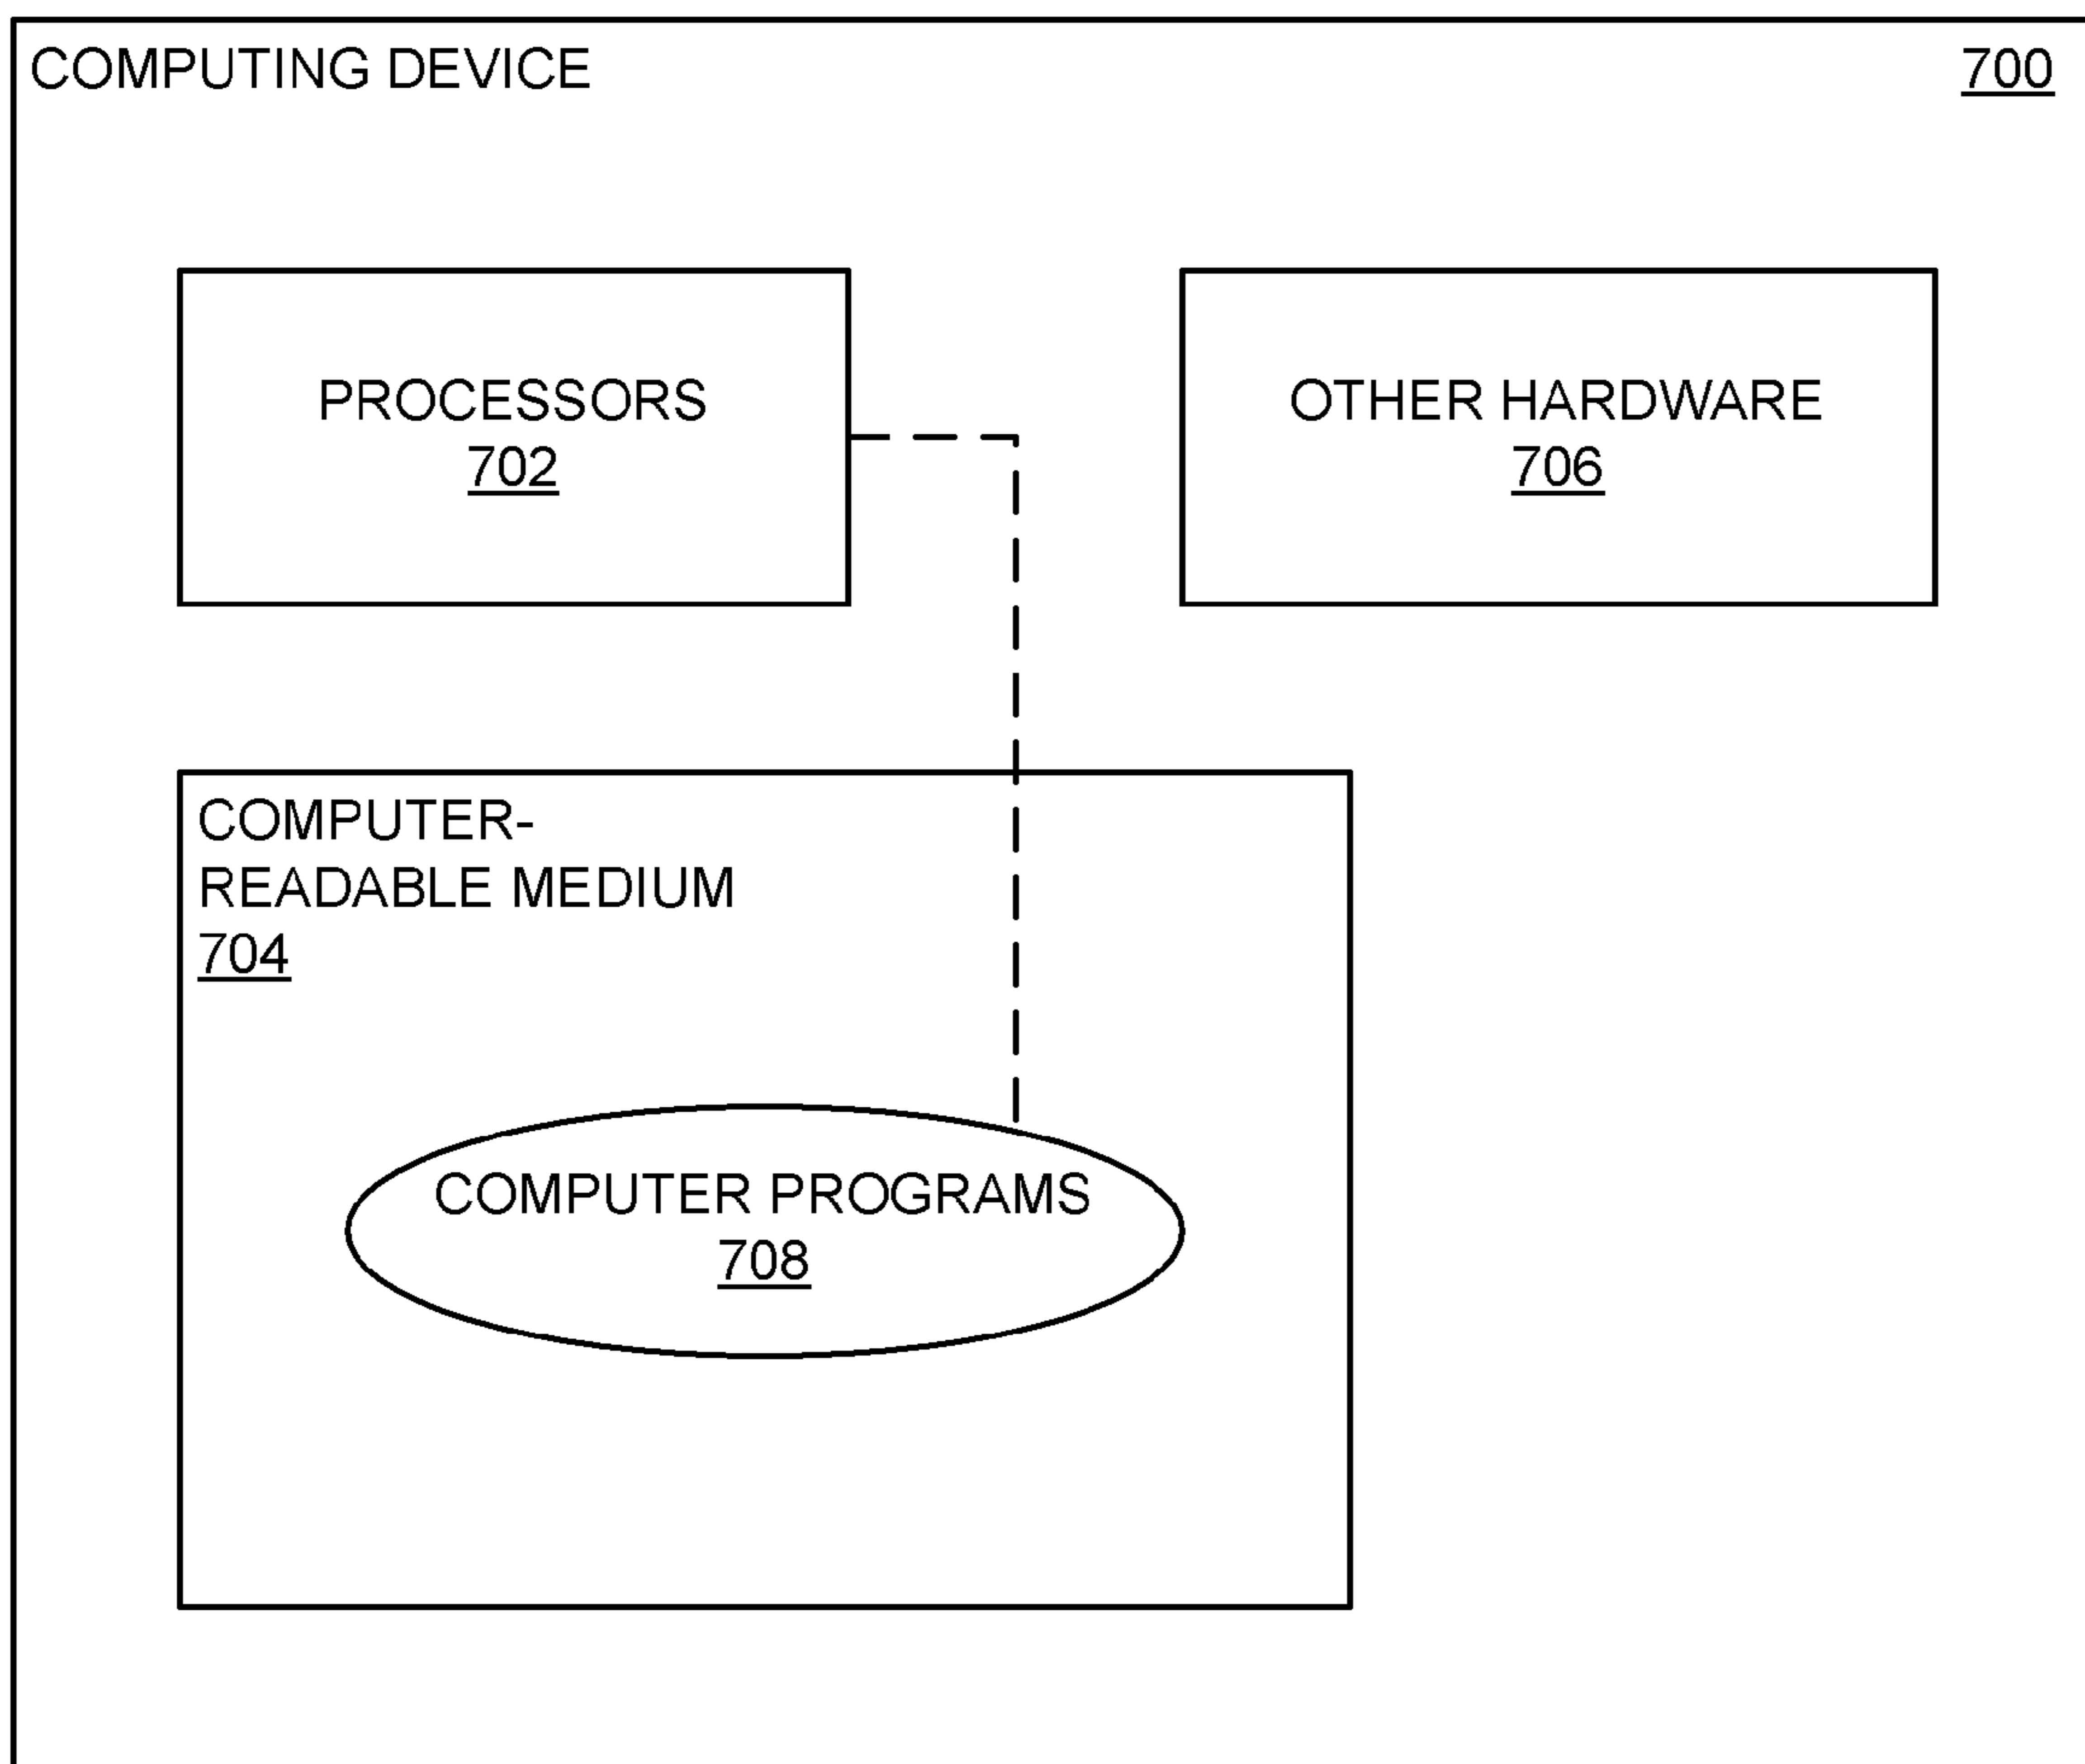 COMPUTING DEVICE
700
PROCESSORS
702
OTHER HARDWARE
706
COMPUTER-
READABLE MEDIUM
704
COMPUTER PROGRAMS
708